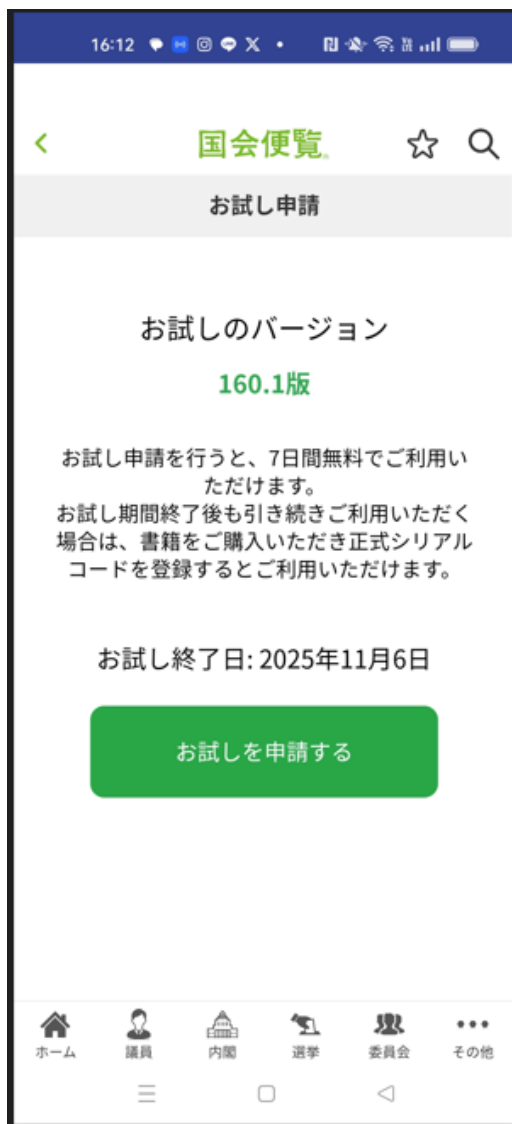 16:12
国会便覧®
お試し申請
お試しのバージョン
160.1版
お試し申請を行うと、7日間無料でご利用い
ただけます。
お試し期間終了後も引き続きご利用いただく
場合は、書籍をご購入いただき正式シリアル
コードを登録するとご利用いただけます。
お試し終了日: 2025年11月6日
お試しを申請する
ホーム 議員 内閣 選挙 委員会 その他